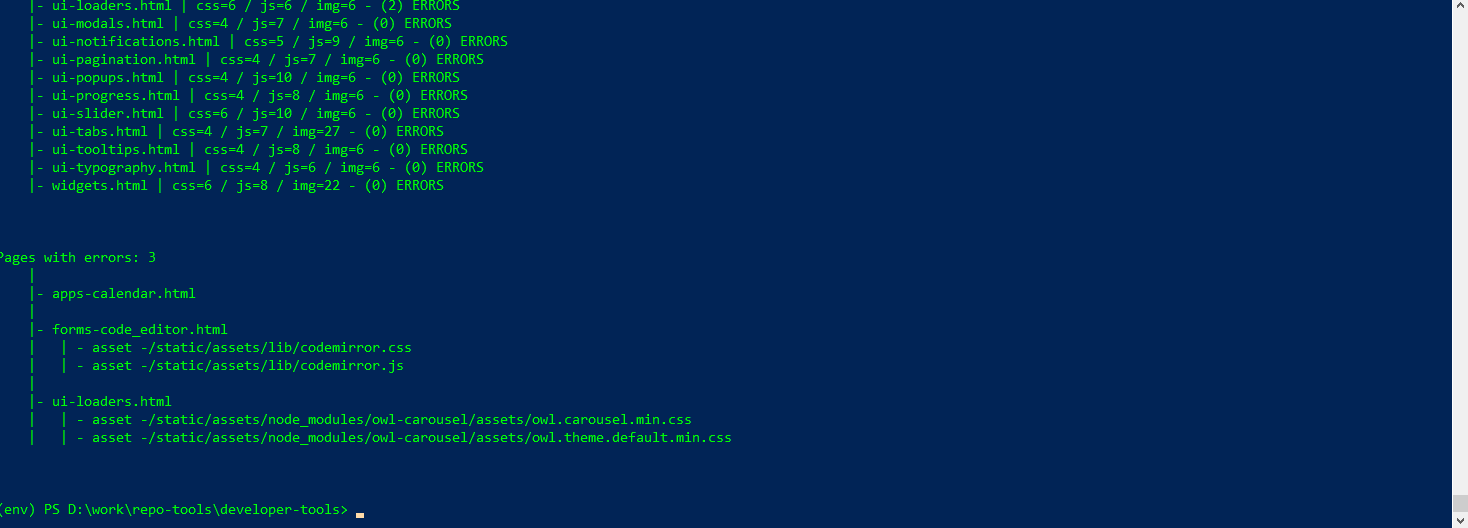 |- ui-loaders.html | css=6 / js=6 / img=6 - (2) ERRORS
|- ui-modals.html | css=4 / js=7 / img=6 - (0) ERRORS
|- ui-notifications.html | css=5 / js=9 / img=6 - (0) ERRORS
|- ui-pagination.html | css=4 / js=7 / img=6 - (0) ERRORS
|- ui-popups.html | css=4 / js=10 / img=6 - (0) ERRORS
|- ui-progress.html | css=4 / js=8 / img=6 - (0) ERRORS
|- ui-slider.html | css=6 / js=10 / img=6 - (0) ERRORS
|- ui-tabs.html | css=4 / js=7 / img=27 - (0) ERRORS
|- ui-tooltips.html | css=4 / js=8 / img=6 - (0) ERRORS
|- ui-typography.html | css=4 / js=6 / img=6 - (0) ERRORS
|- widgets.html | css=6 / js=8 / img=22 - (0) ERRORS
Pages with errors: 3
|
|- apps-calendar.html
|
|- forms-code_editor.html
| | - asset -/static/assets/lib/codemirror.css
| | - asset -/static/assets/lib/codemirror.js
|
|- ui-loaders.html
| | - asset -/static/assets/node_modules/owl-carousel/assets/owl.carousel.min.css
| | - asset -/static/assets/node_modules/owl-carousel/assets/owl.theme.default.min.css
(env) PS D:\work\repo-tools\developer-tools>